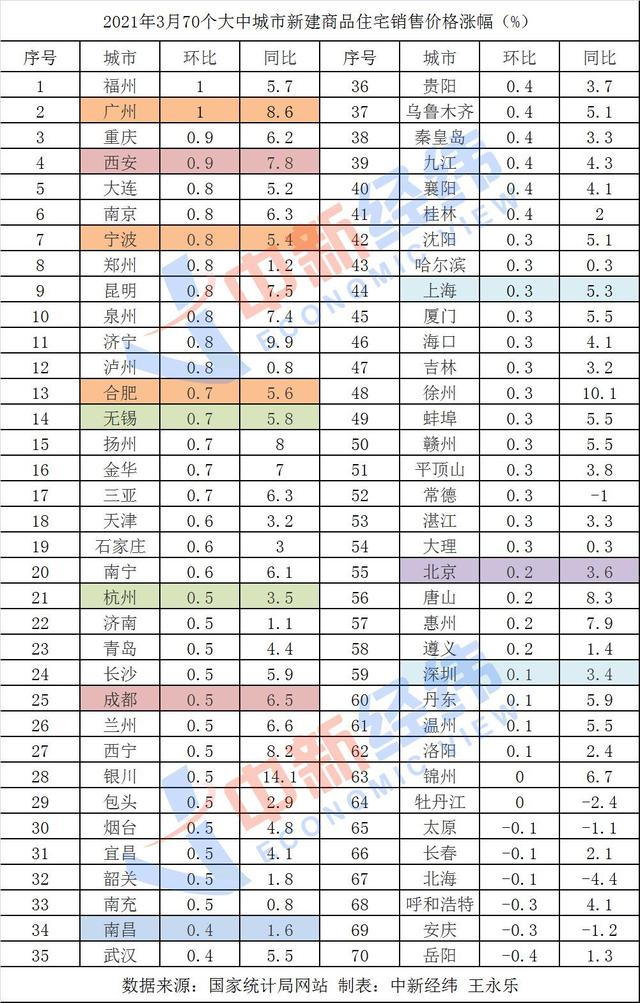 2021年3月70个大中城市新建商品住宅销售价格涨幅（%）
序号 城市 环比 同比 序号 城市 环比 同比
1 福州 1 5.7 36 贵阳 0.4 3.7
2 广州 1 8.6 37 乌鲁木齐 0.4 5.1
3 重庆 0.9 6.2 38 秦皇岛 0.4 3.3
4 西安 0.9 7.8 39 九江 0.4 4.3
5 大连 0.8 5.2 40 襄阳 0.4 4.1
6 南京 0.8 6.3 41 桂林 0.4 2
7 宁波 0.8 5.4 42 沈阳 0.3 5.1
8 郑州 0.8 1.2 43 哈尔滨 0.3 0.3
9 昆明 0.8 7.5 44 上海 0.3 5.3
10 泉州 0.8 7.4 45 厦门 0.3 5.5
11 济宁 0.8 9.9 46 海口 0.3 4.1
12 泸州 0.8 0.8 47 吉林 0.3 3.2
13 合肥 0.7 5.6 48 徐州 0.3 10.1
14 无锡 0.7 5.8 49 蚌埠 0.3 5.5
15 扬州 0.7 8 50 赣州 0.3 5.5
16 金华 0.7 7 51 平顶山 0.3 3.8
17 三亚 0.7 6.3 52 常德 0.3 -1
18 天津 0.6 3.2 53 湛江 0.3 3.3
19 石家庄 0.6 3 54 大理 0.3 0.3
20 南宁 0.6 6.1 55 北京 0.2 3.6
21 杭州 0.5 3.5 56 唐山 0.2 8.3
22 济南 0.5 1.1 57 惠州 0.2 7.9
23 青岛 0.5 4.4 58 遵义 0.2 1.4
24 长沙 0.5 5.9 59 深圳 0.1 3.4
25 成都 0.5 6.5 60 丹东 0.1 5.9
26 兰州 0.5 6.6 61 温州 0.1 5.5
27 西宁 0.5 8.2 62 洛阳 0.1 2.4
28 银川 0.5 14.1 63 锦州 0 6.7
29 包头 0.5 2.9 64 牡丹江 0 -2.4
30 烟台 0.5 4.8 65 太原 -0.1 -1.1
31 宜昌 0.5 4.1 66 长春 -0.1 2.1
32 韶关 0.5 1.8 67 北海 -0.1 -4.4
33 南充 0.5 0.8 68 呼和浩特 -0.3 4.1
34 南昌 0.4 1.6 69 安庆 -0.3 -1.2
35 武汉 0.4 5.5 70 岳阳 -0.4 1.3
数据来源：国家统计局网站 制表：中新经纬 王永乐
中新经纬
ECONOMIC VIEW
中新经纬
ECONOMIC VIEW